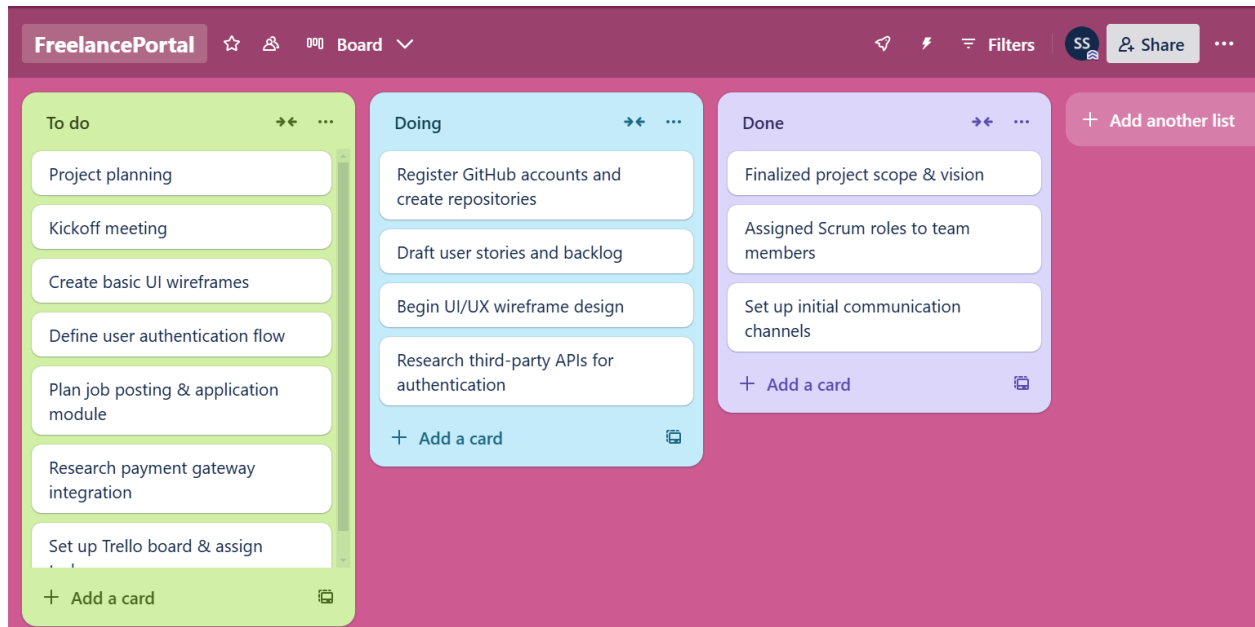 FreelancePortal
Board
Filters
SS
Share
To do
Project planning
Kickoff meeting
Create basic UI wireframes
Define user authentication flow
Plan job posting & application
module
Research payment gateway
integration
Set up Trello board & assign
+ Add a card
Doing
Register GitHub accounts and
create repositories
Draft user stories and backlog
Begin UI/UX wireframe design
Research third-party APIs for
authentication
+ Add a card
Done
Finalized project scope & vision
Assigned Scrum roles to team
members
Set up initial communication
channels
+ Add a card
+ Add another list